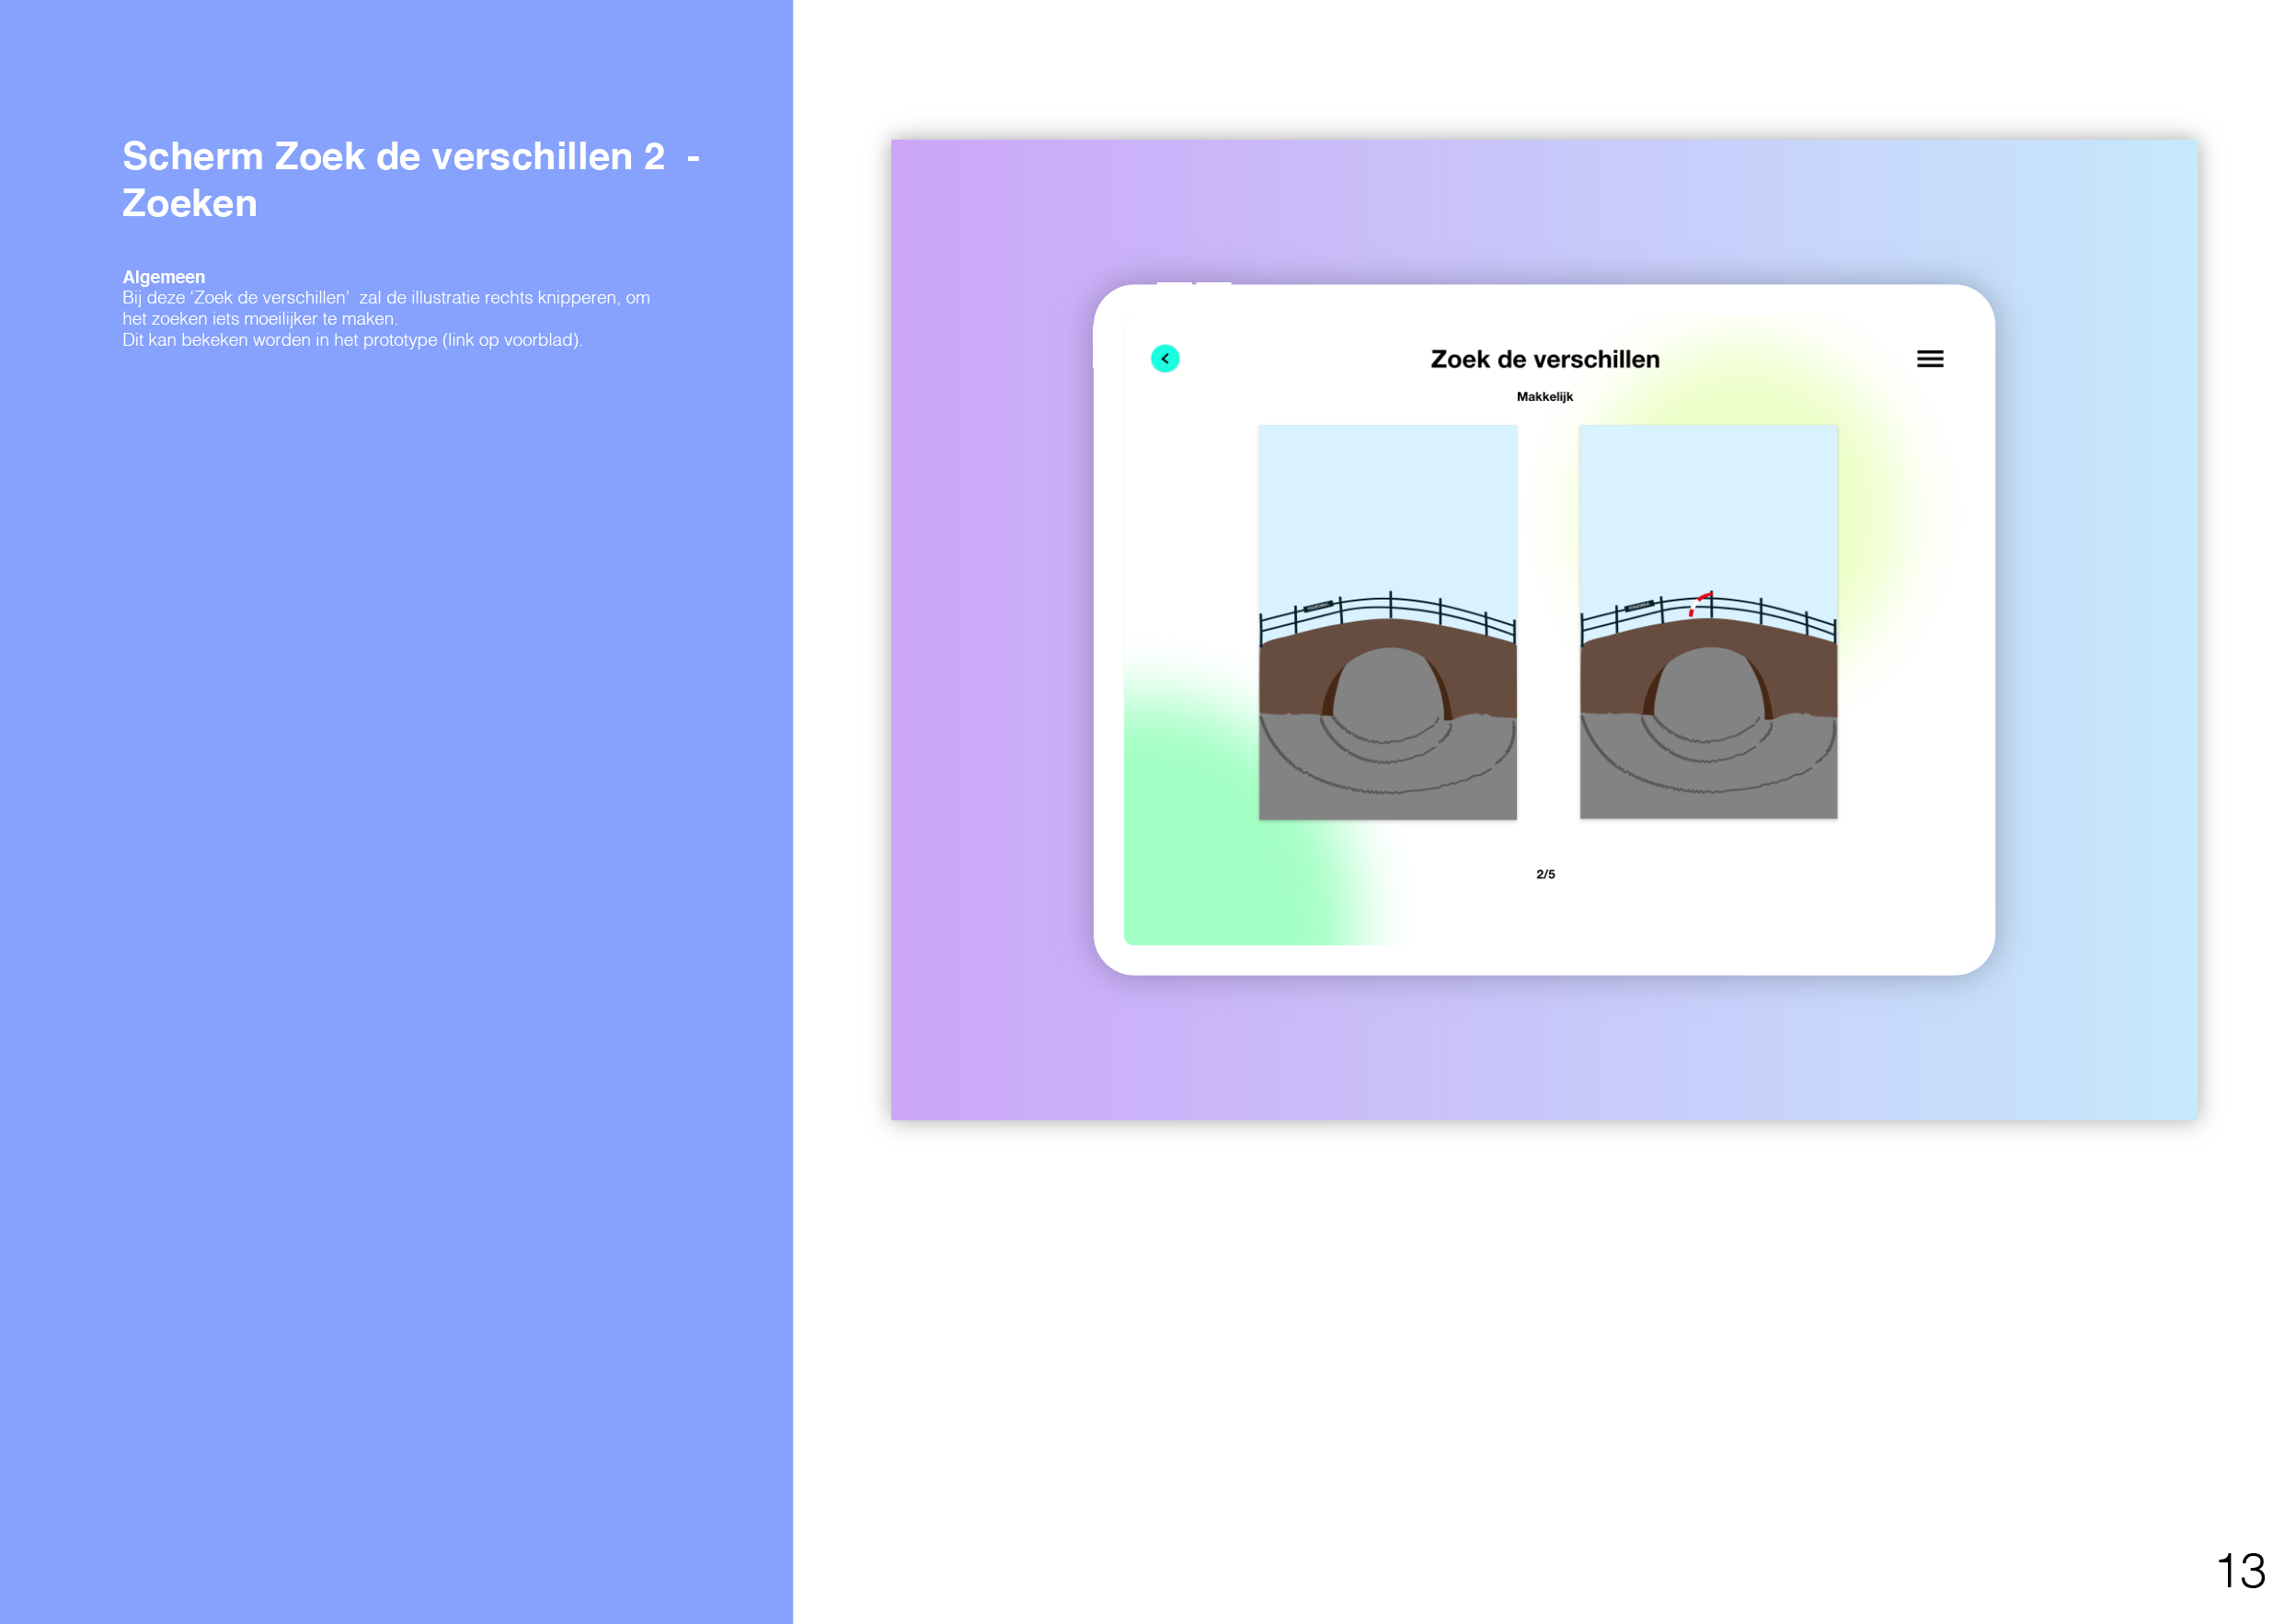 Scherm Zoek de verschillen 2  -
Zoeken
Algemeen
Bij deze ‘Zoek de verschillen’  zal de illustratie rechts knipperen, om
het zoeken iets moeilijker te maken.
Dit kan bekeken worden in het prototype (link op voorblad).
Zoek de verschillen
Makkelijk
2/5
13